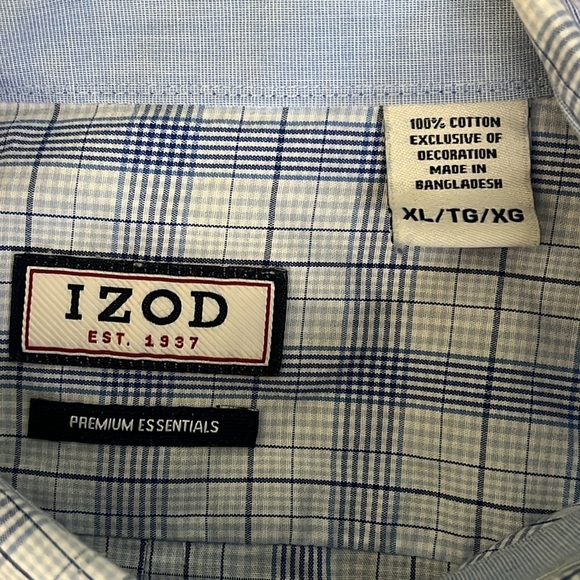 100% COTTON
EXCLUSIVE OF
DECORATION
MADE IN
BANGLADESH
XL/TG/XG
IZOD
EST. 1937
PREMIUM ESSENTIALS